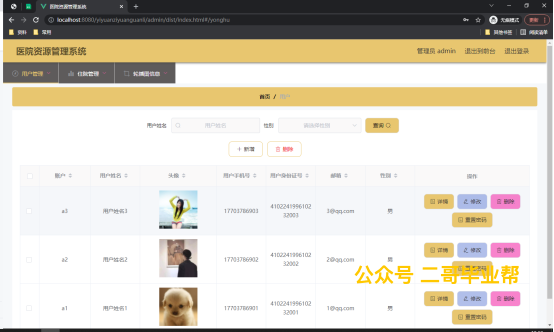 医院资源管理系统
localhost:8080/yiyuanziyuanguanli/admin/dist/index.html#/yonghu
无痕模式
更新
资料 常用
其他书签 阅读清单
医院资源管理系统
管理员 admin 退出到前台 退出登录
用户管理 住院管理 轮播图信息
首页 / 用户
用户姓名 用户姓名 性别 请选择性别 查询
+ 新增 删除
账户 用户姓名 头像 用户手机号 用户身份证号 邮箱 性别 操作
a3 用户姓名3 17703786903 410224199610232003 3@qq.com 男 详情 修改 删除
重置密码
a2 用户姓名2 17703786902 410224199610232002 2@qq.com 男 详情 修改 删除
公众号 二哥毕业帮
a1 用户姓名1 17703786901 410224199610232001 1@qq.com 男 详情 修改 删除
重置密码